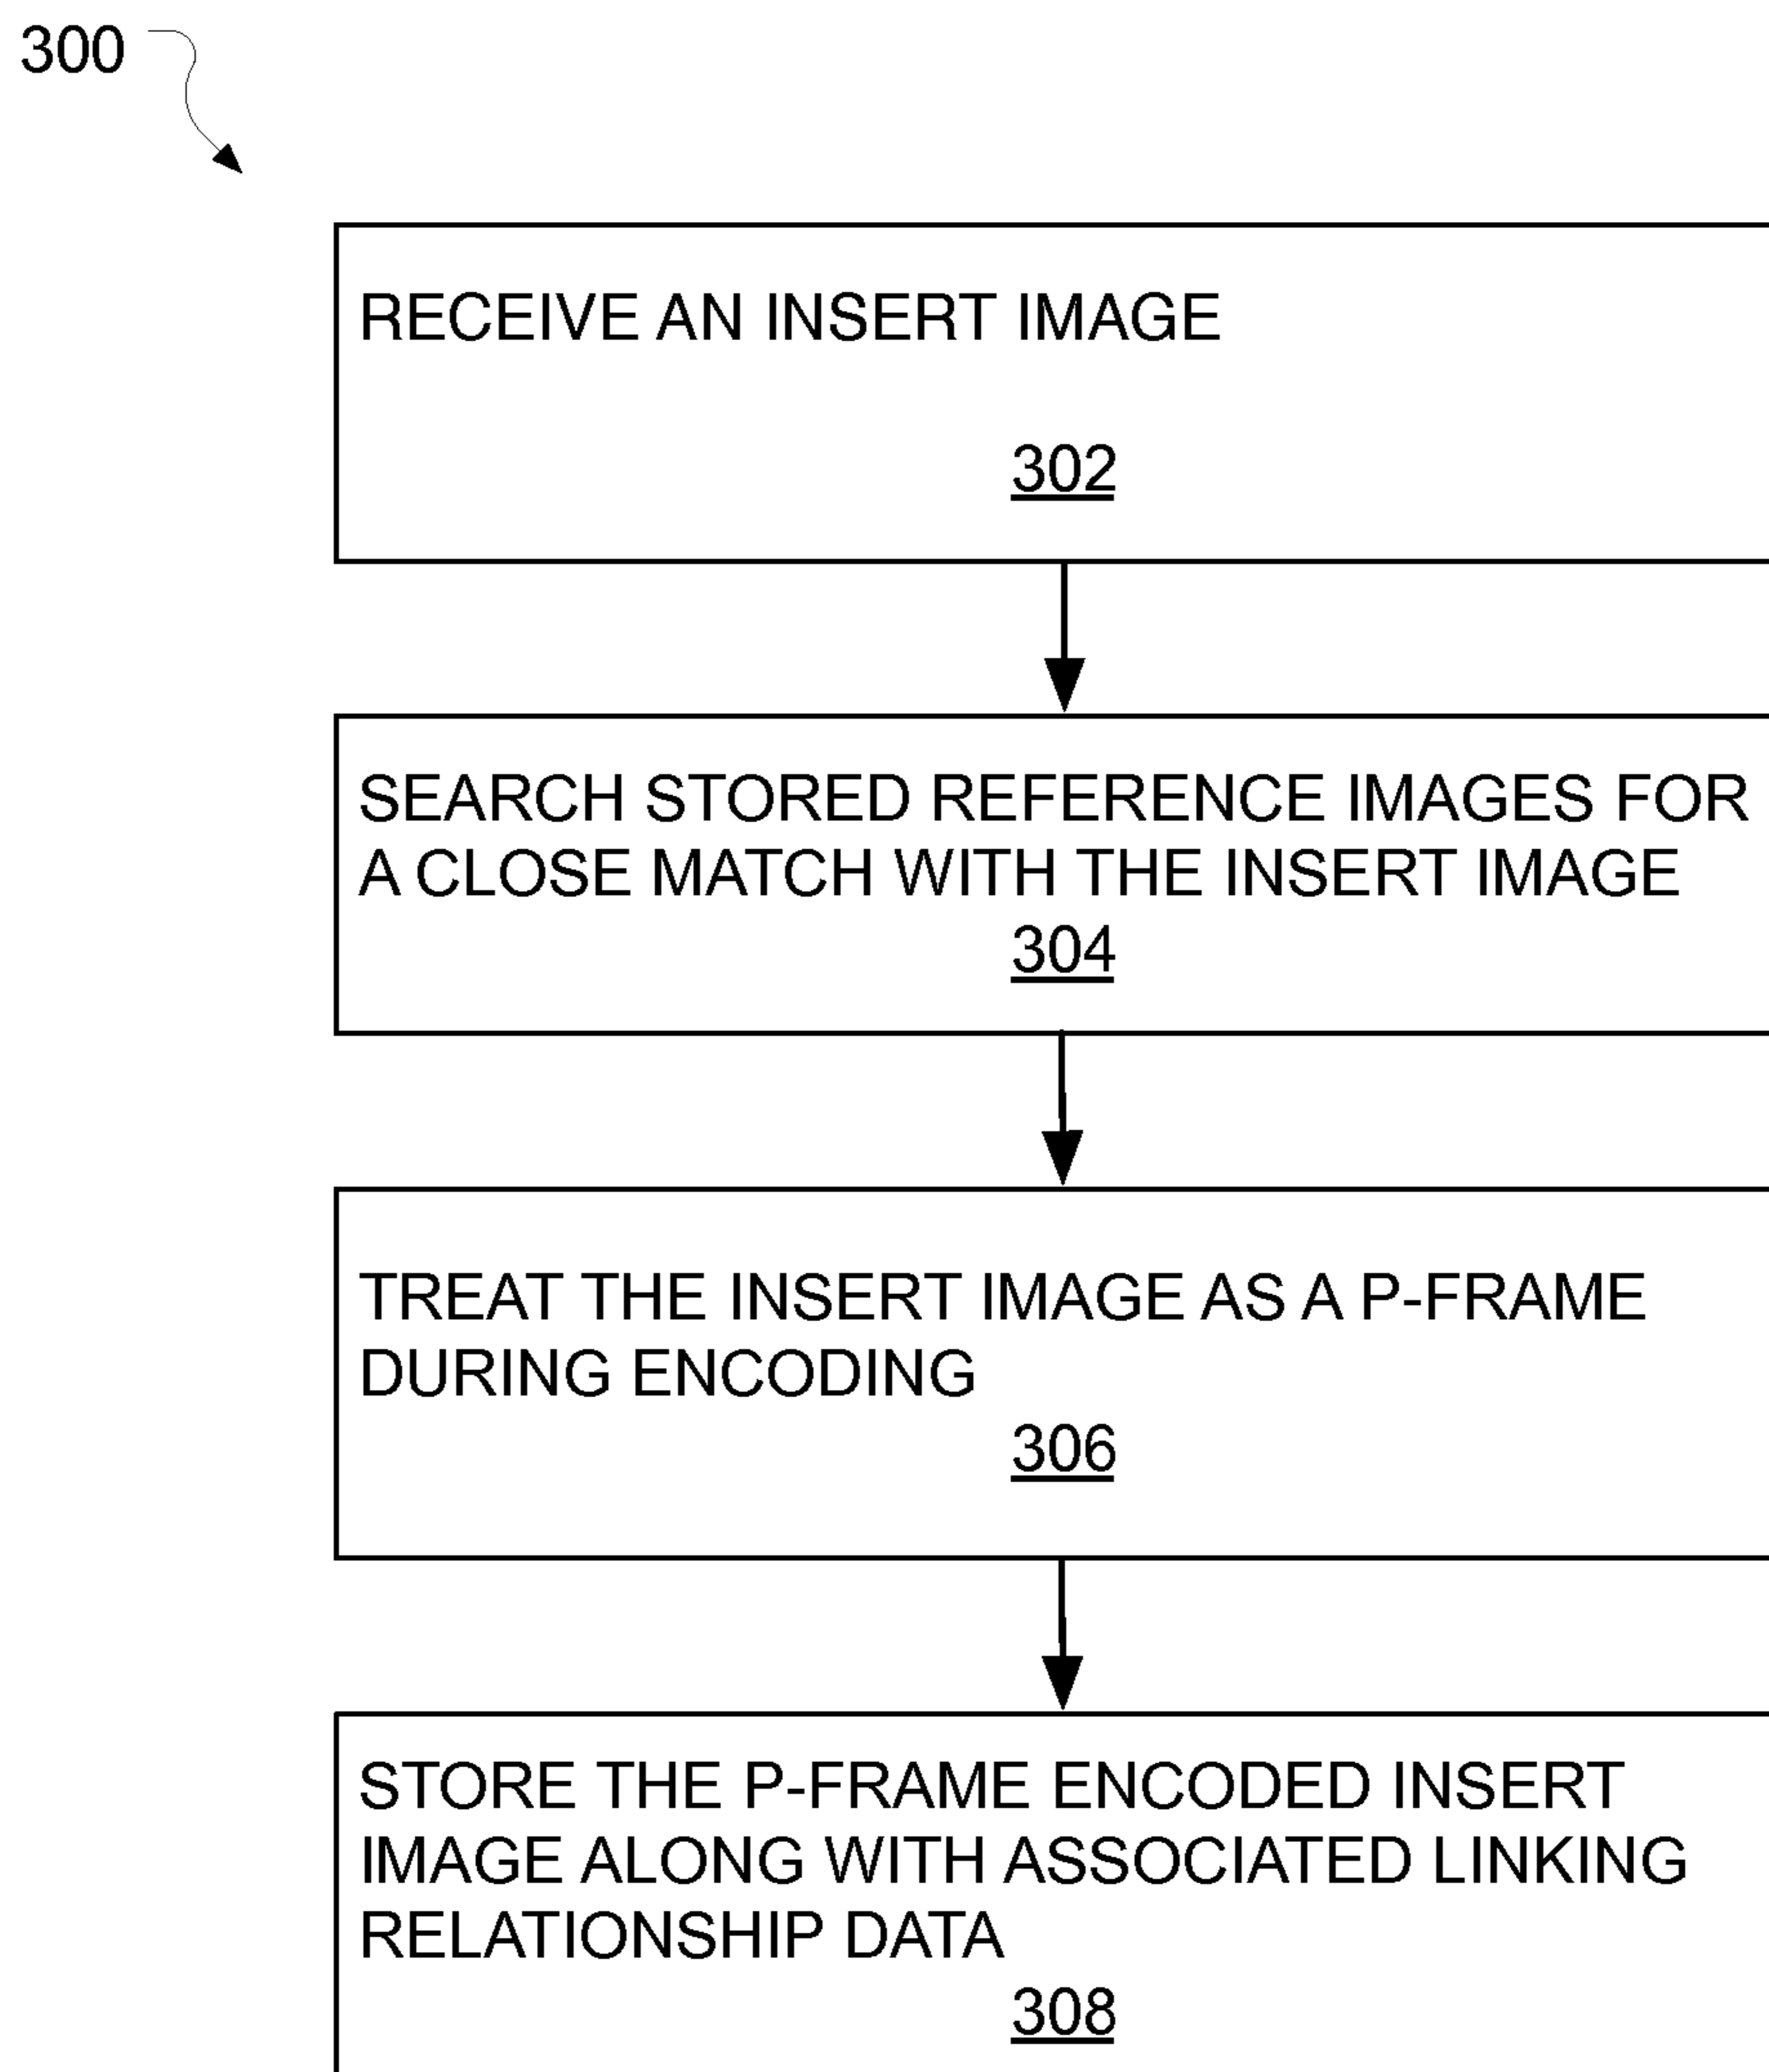 300
RECEIVE AN INSERT IMAGE
302
SEARCH STORED REFERENCE IMAGES FOR
A CLOSE MATCH WITH THE INSERT IMAGE
304
TREAT THE INSERT IMAGE AS A P-FRAME
DURING ENCODING
306
STORE THE P-FRAME ENCODED INSERT
IMAGE ALONG WITH ASSOCIATED LINKING
RELATIONSHIP DATA
308